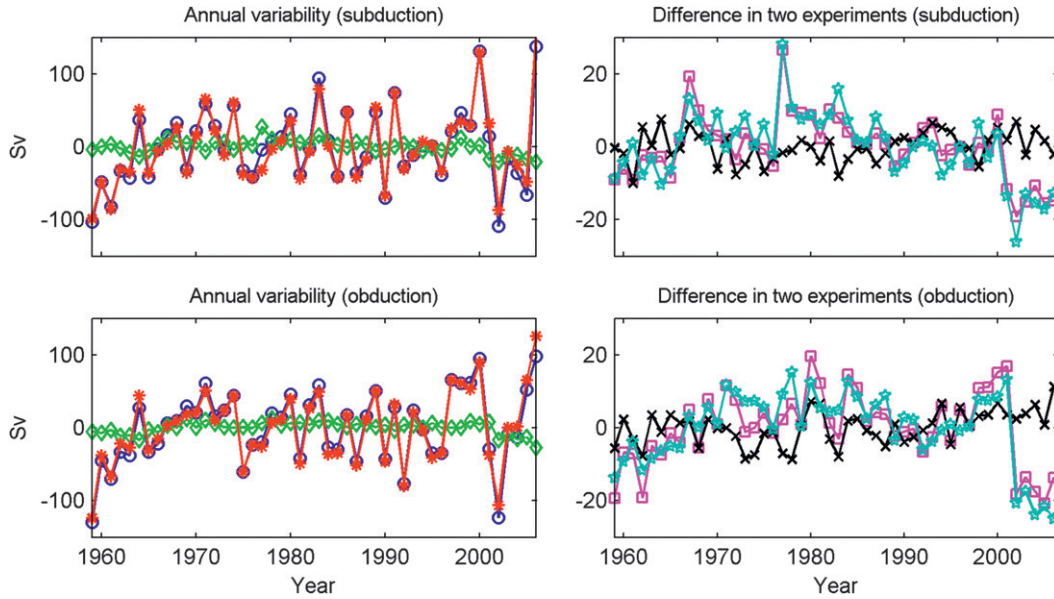 Annual variability (subduction)
Difference in two experiments (subduction)
100
0
-100
Sv
20
0
-20
Annual variability (obduction)
Difference in two experiments (obduction)
100
0
-100
Sv
20
0
-20
1960 1970 1980 1990 2000
1960 1970 1980 1990 2000
Year
Year